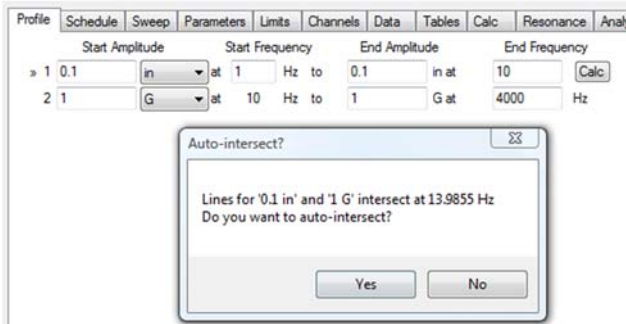 Profile Schedule Sweep Parameters Limits Channels Data Tables Calc Resonance Analy
Start Amplitude Start Frequency End Amplitude End Frequency
» 1 0.1 in at 1 Hz to 0.1 in at 10 Calc
2 1 G at 10 Hz to 1 G at 4000 Hz
Auto-intersect?
Lines for '0.1 in' and '1 G' intersect at 13.9855 Hz
Do you want to auto-intersect?
Yes No